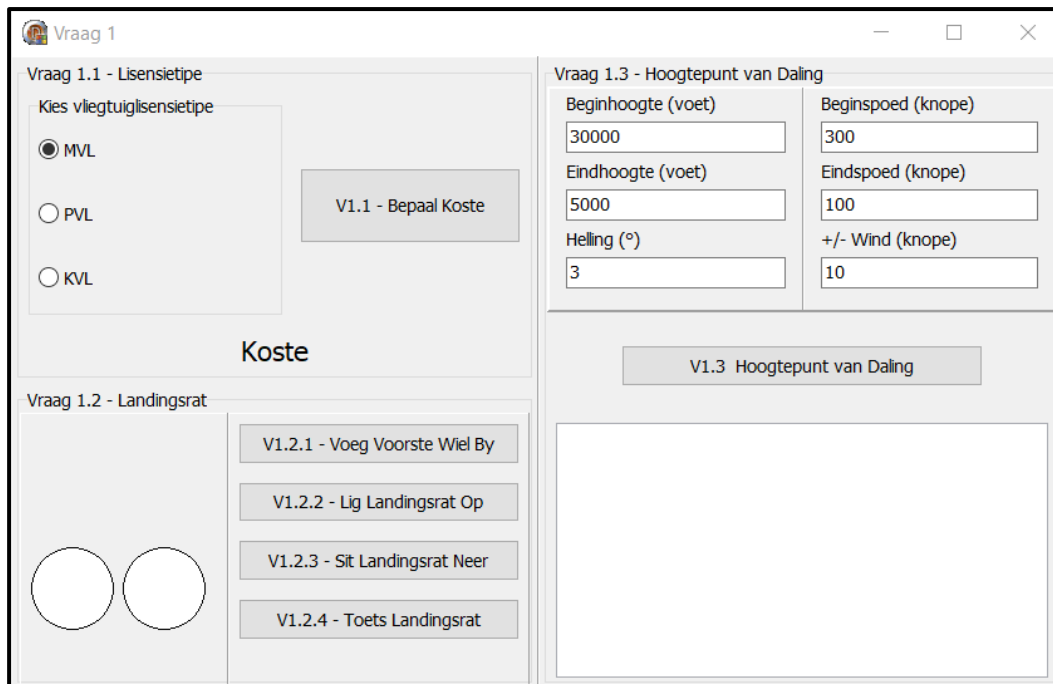 Vraag 1
Vraag 1.1 - Lisensietipe
Kies vliegtuiglisensietipe
MVL
PVL
KVL
V1.1 - Bepaal Koste
Koste
Vraag 1.2 - Landingsrat
V1.2.1 - Voeg Voorste Wiel By
V1.2.2 - Lig Landingsrat Op
V1.2.3 - Sit Landingsrat Neer
V1.2.4 - Toets Landingsrat
Vraag 1.3 - Hoogtepunt van Daling
Beginhoogte (voet)
30000
Eindhoogte (voet)
5000
Helling (°)
3
Beginspoed (knope)
300
Eindspoed (knope)
100
+/- Wind (knope)
10
V1.3 Hoogtepunt van Daling